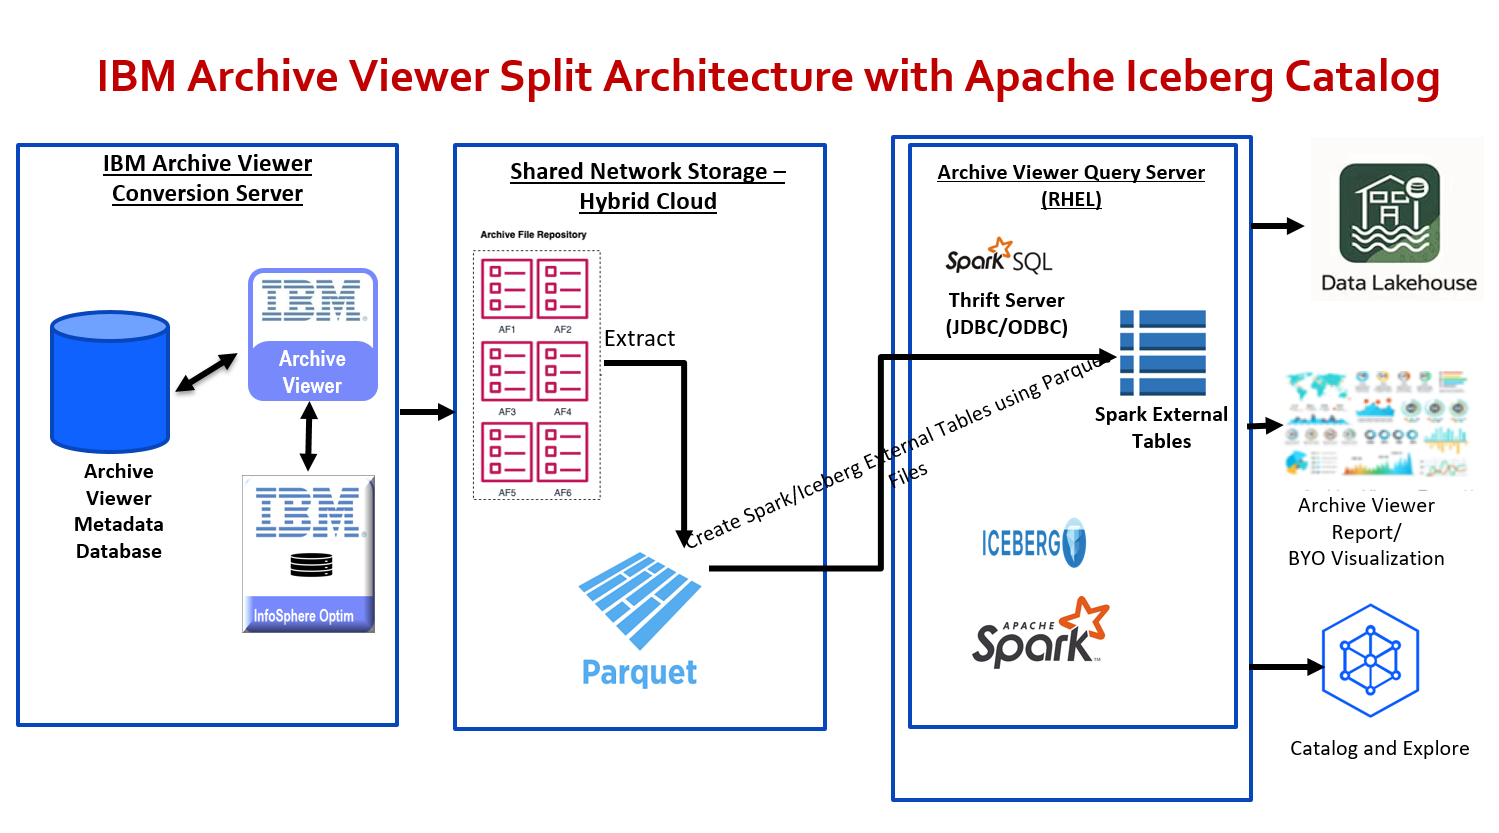 IBM Archive Viewer Split Architecture with Apache Iceberg Catalog
IBM Archive Viewer
Conversion Server
IBM
Archive
Viewer
Archive
Viewer
Metadata
Database
IBM
InfoSphere Optim
Shared Network Storage –
Hybrid Cloud
Archive File Repository
AF1 AF2
AF3 AF4
AF5 AF6
Extract
Parquet
Create Spark/Iceberg External Tables using Parquet
Files
Archive Viewer Query Server
(RHEL)
Spark SQL
Thrift Server
(JDBC/ODBC)
Spark External
Tables
ICEBERG
APACHE
Spark™
Data Lakehouse
Archive Viewer
Report/
BYO Visualization
Catalog and Explore